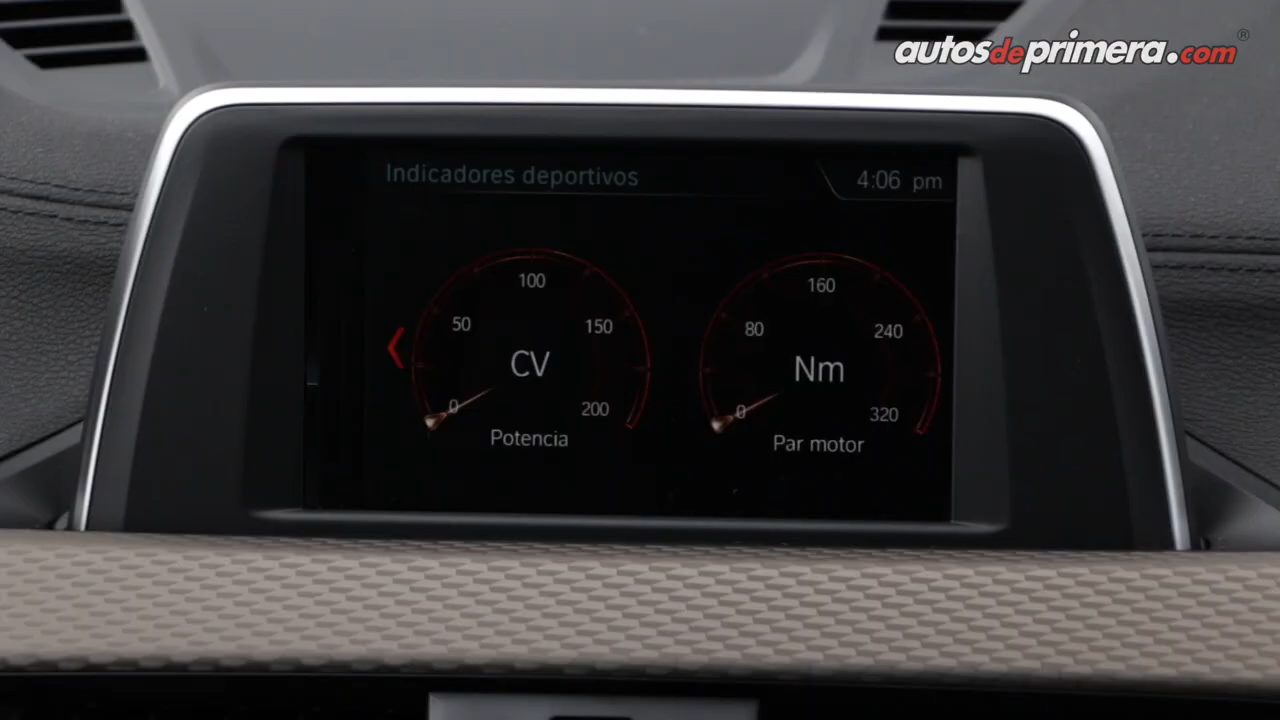 autosdeprimera.com®
Indicadores deportivos
4:06 pm
100
50
150
CV
0
200
Potencia
160
80
240
Nm
0
320
Par motor